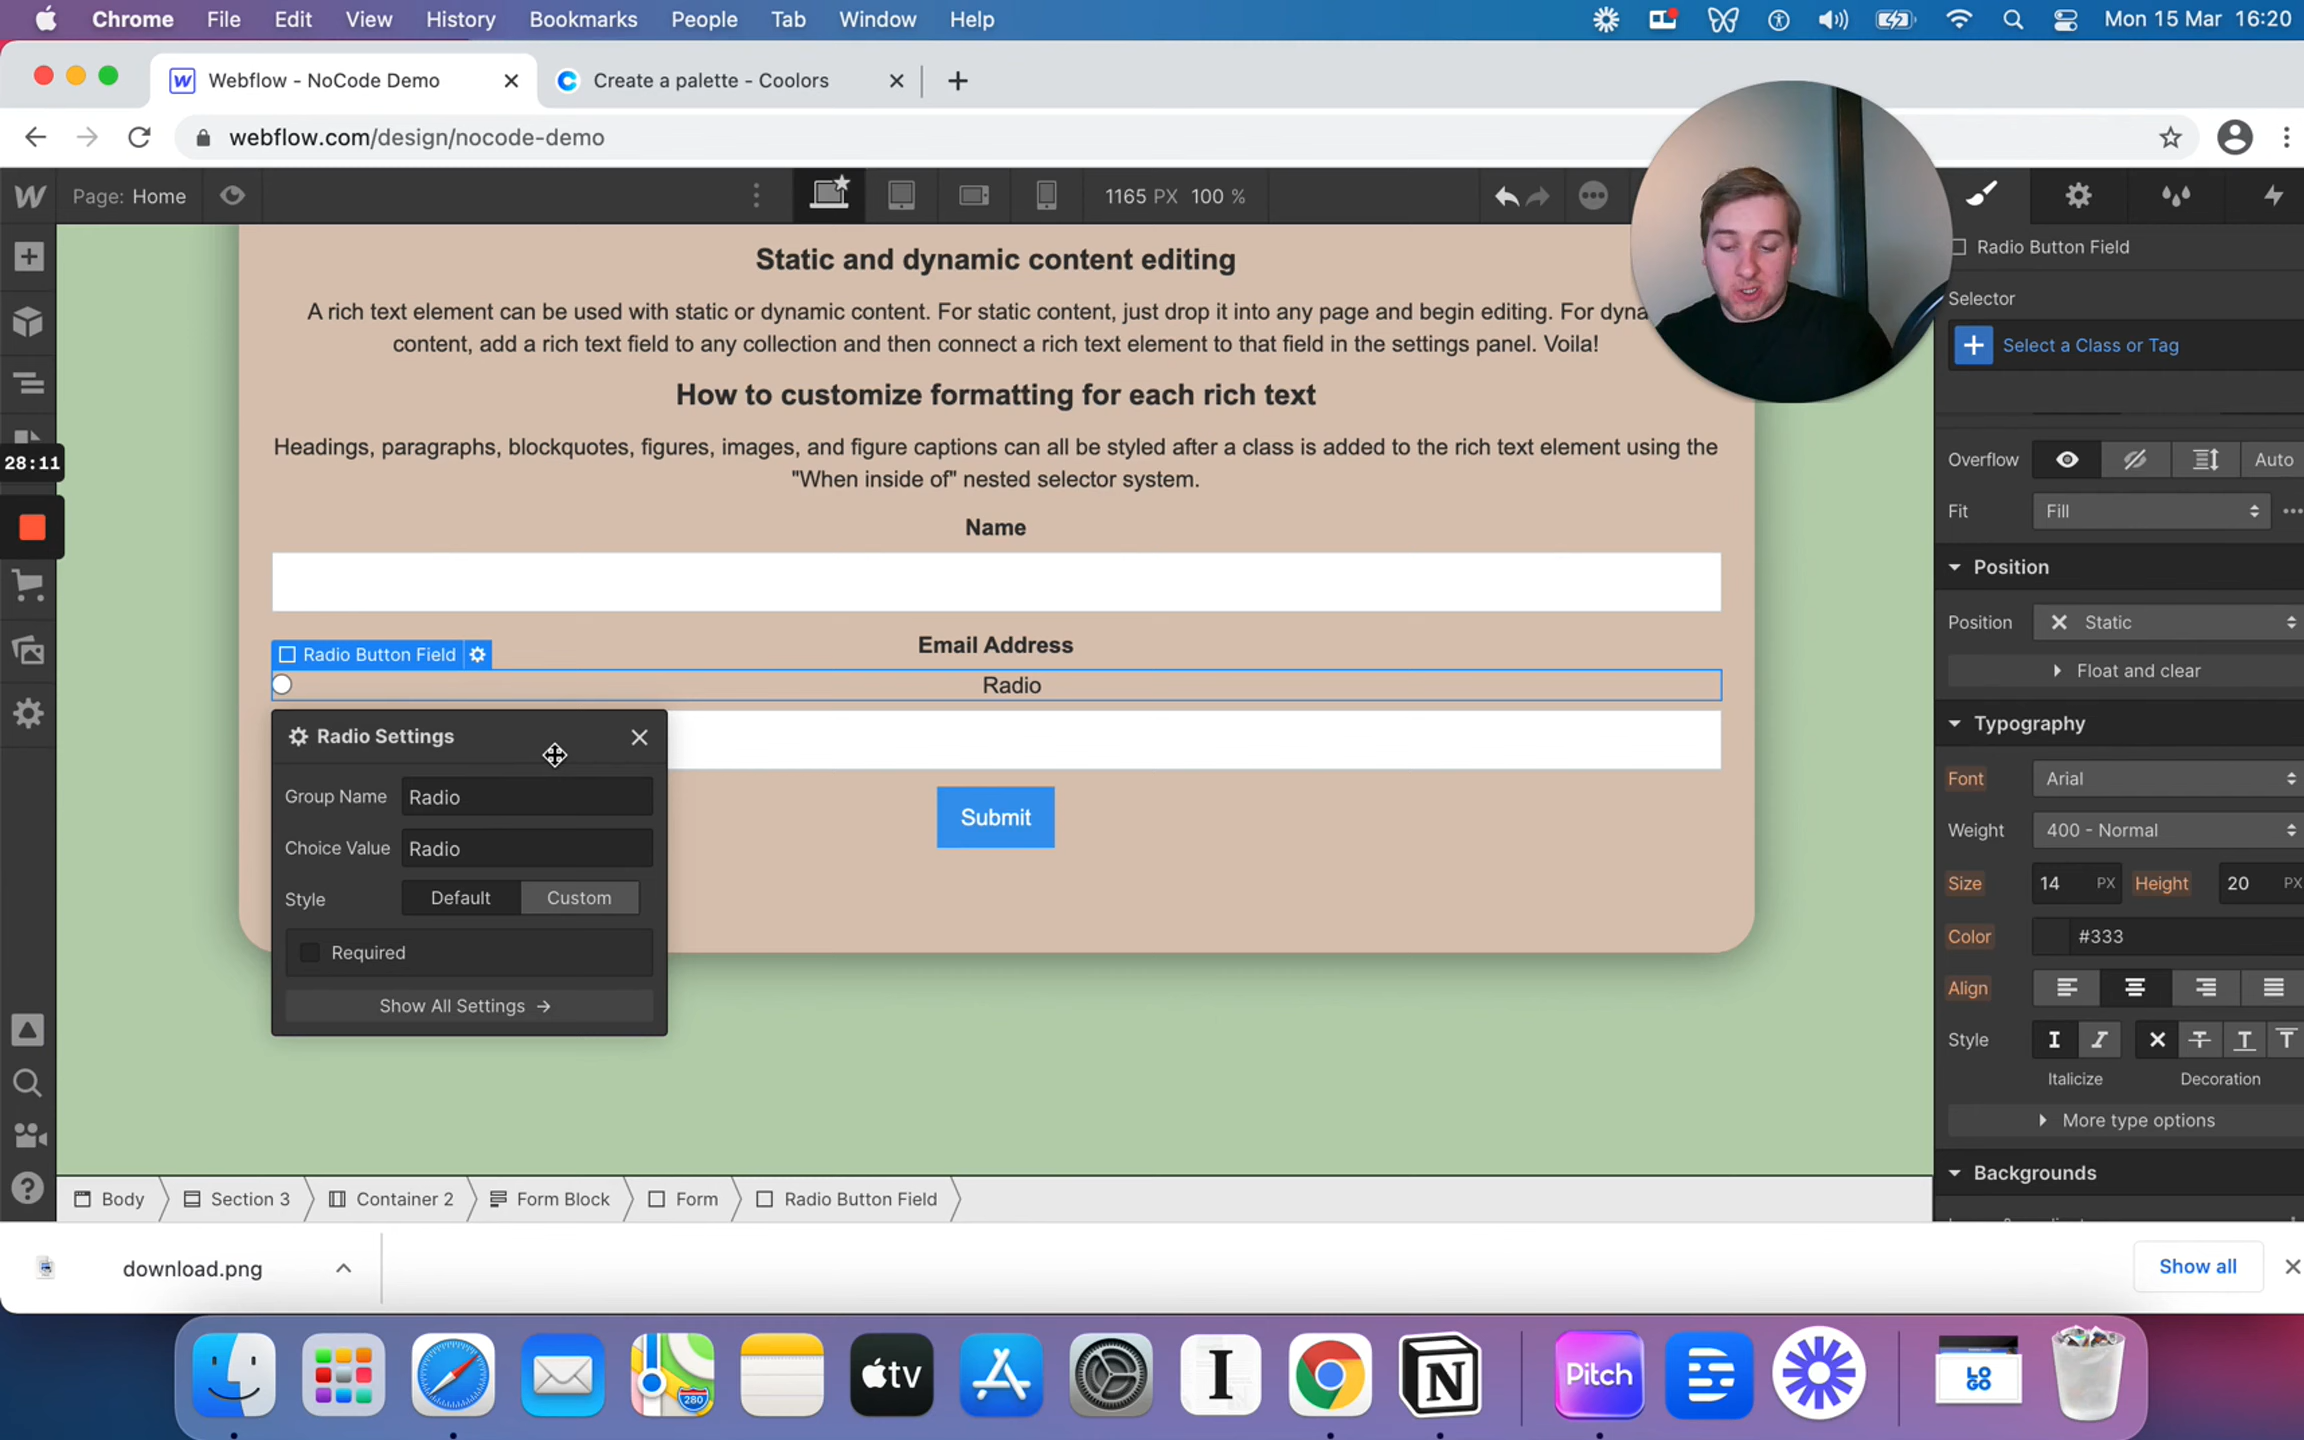 Chrome File Edit View History Bookmarks People Tab Window Help Mon 15 Mar 16:20
Webflow - NoCode Demo
Create a palette - Coolors
webflow.com/design/nocode-demo
Page: Home
1165 PX 100 %
Radio Button Field
Selector
Select a Class or Tag
Static and dynamic content editing
A rich text element can be used with static or dynamic content. For static content, just drop it into any page and begin editing. For dyna
content, add a rich text field to any collection and then connect a rich text element to that field in the settings panel. Voila!
How to customize formatting for each rich text
Headings, paragraphs, blockquotes, figures, images, and figure captions can all be styled after a class is added to the rich text element using the
"When inside of" nested selector system.
Name
Email Address
Radio Button Field
Radio
Radio Settings
Group Name Radio
Choice Value Radio
Style Default Custom
Required
Show All Settings
Submit
28:11
Overflow Auto
Fit Fill
Position
Position Static
Float and clear
Typography
Font Arial
Weight 400 - Normal
Size 14 PX Height 20 PX
Color #333
Align
Style
Italicize Decoration
More type options
Backgrounds
Body Section 3 Container 2 Form Block Form Radio Button Field
download.png
Show all
280
tv
Pitch
LO
GO